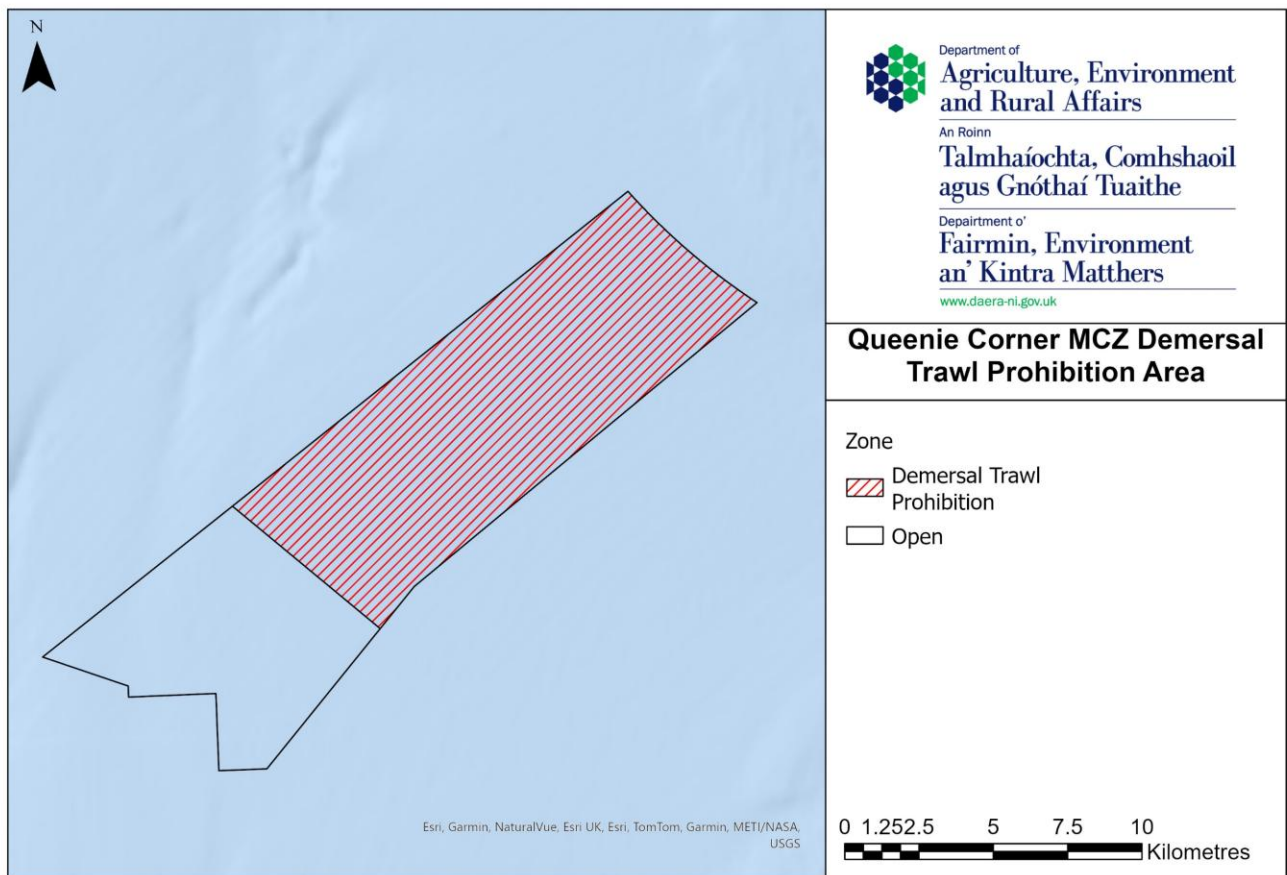 N
Department of
Agriculture, Environment
and Rural Affairs
An Roinn
Talmhaíochta, Comhshaoil
agus Gnóthaí Tuaithe
Depairtment o'
Fairmin, Environment
an' Kintra Matthers
www.daera-ni.gov.uk
Queenie Corner MCZ Demersal
Trawl Prohibition Area
Zone
Demersal Trawl
Prohibition
Open
Esri, Garmin, NaturalVue, Esri UK, Esri, TomTom, Garmin, METI/NASA,
USGS
0 1.252.5 5 7.5 10
Kilometres